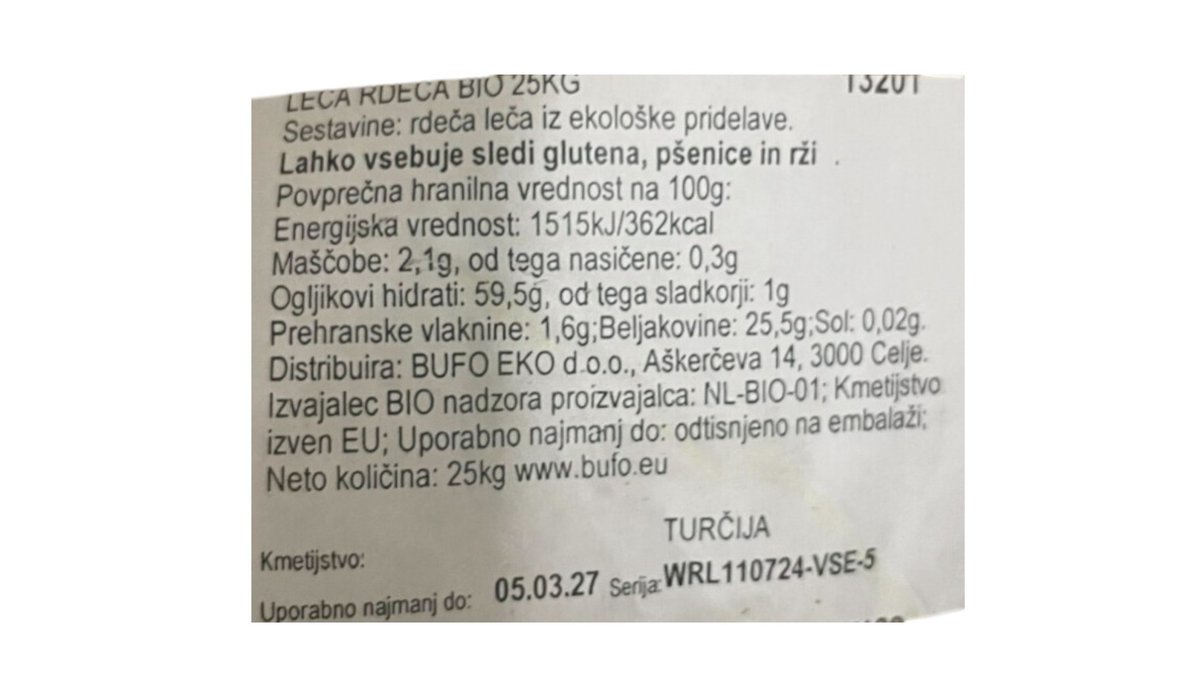 LEČA RDEČA BIO 25KG 13201
Sestavine: rdeča leča iz ekološke pridelave.
Lahko vsebuje sledi glutena, pšenice in rži .
Povprečna hranilna vrednost na 100g:
Energijska vrednost: 1515kJ/362kcal
Maščobe: 2,1g, od tega nasičene: 0,3g
Ogljikovi hidrati: 59,5g, od tega sladkorji: 1g
Prehranske vlaknine: 1,6g;Beljakovine: 25,5g;Sol: 0,02g.
Distribuira: BUFO EKO d.o.o., Aškerčeva 14, 3000 Celje.
Izvajalec BIO nadzora proizvajalca: NL-BIO-01; Kmetijstvo
izven EU; Uporabno najmanj do: odtisnjeno na embalaži;
Neto količina: 25kg www.bufo.eu
Kmetijstvo: TURČIJA
Uporabno najmanj do: 05.03.27 Serija: WRL110724-VSE-5